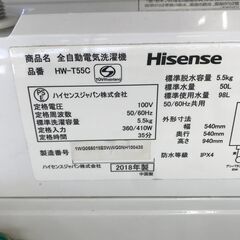 商品名 全自動電気洗濯機
品番 HW-T55C
ハイセンスジャパン株式会社
定格電圧 100V
定格周波数 50/60Hz
標準洗濯容量 5.5kg
定格消費電力 360/410W
定格時間 35分
製造番号
2018年製
中国製
Hisense
標準脱水容量 5.5kg
標準水量 50L
標準使用水量 98L
50/60Hz共用
外形寸法
幅 540mm
奥行 540mm
高さ 940mm
防水等級 IPX4
ハイセンスジャパン株式会社